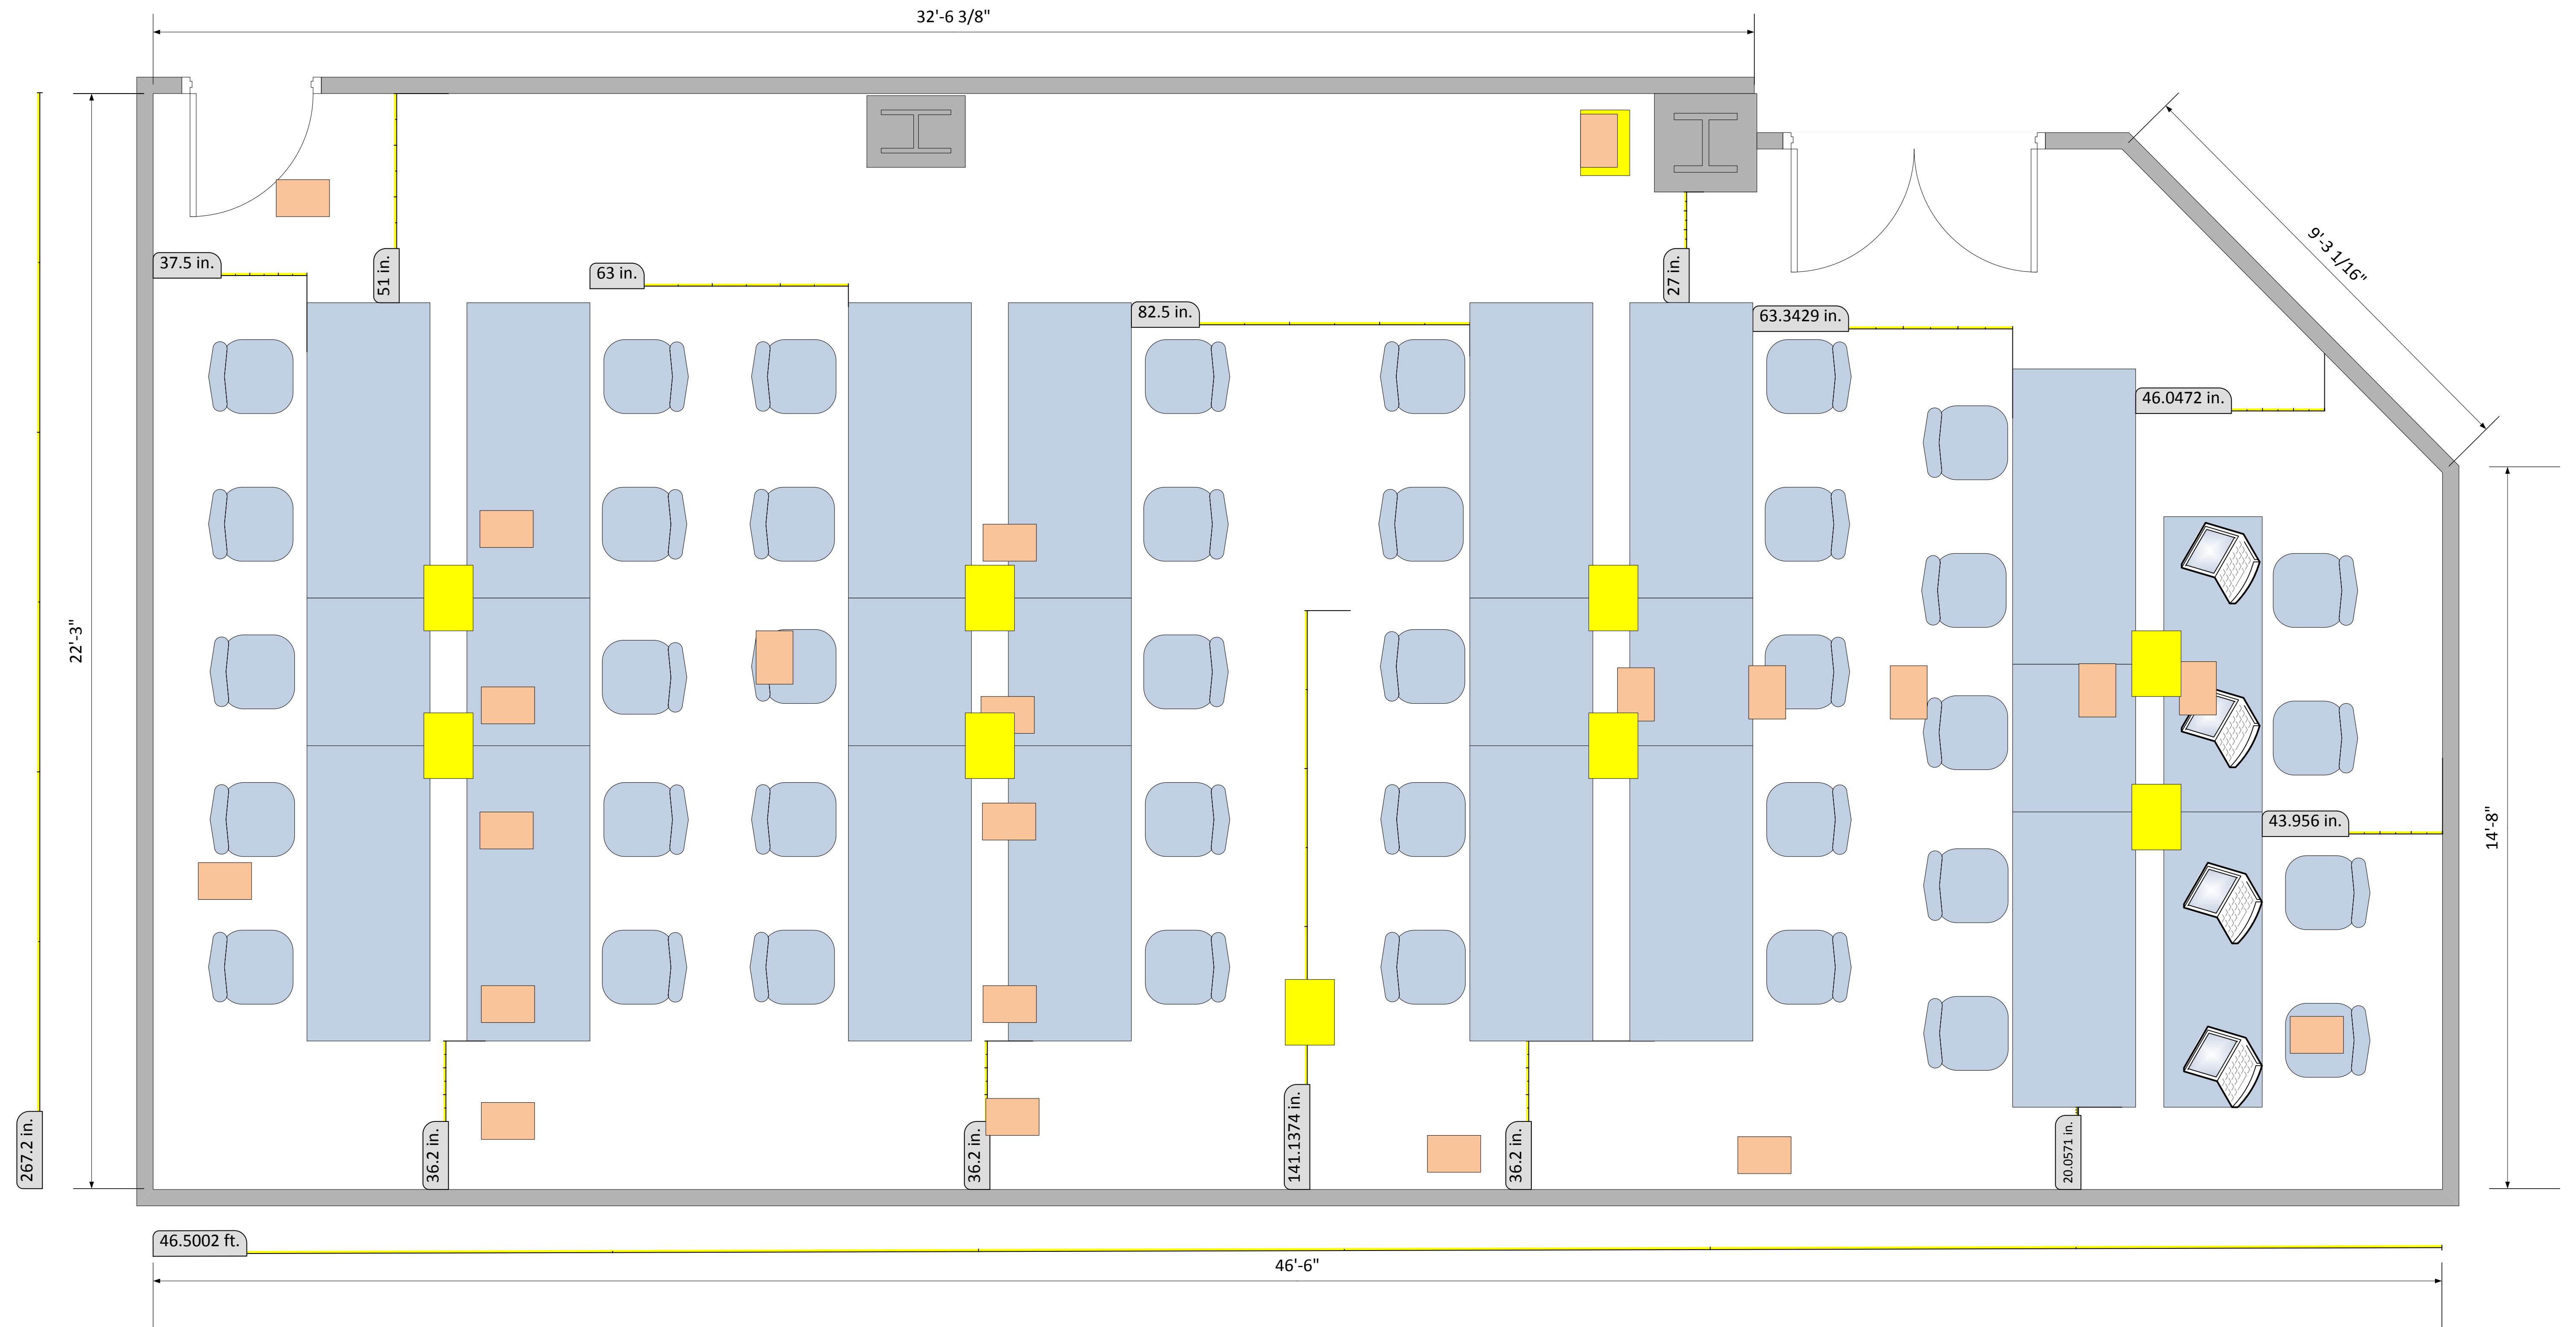 32'-6 3/8"
9'-3 1/16"
37.5 in.
51 in.
63 in.
27 in.
82.5 in.
63.3429 in.
46.0472 in.
22'-3"
14'-8"
43.956 in.
267.2 in.
36.2 in.
36.2 in.
141.1374 in.
36.2 in.
20.0571 in.
46.5002 ft.
46'-6"